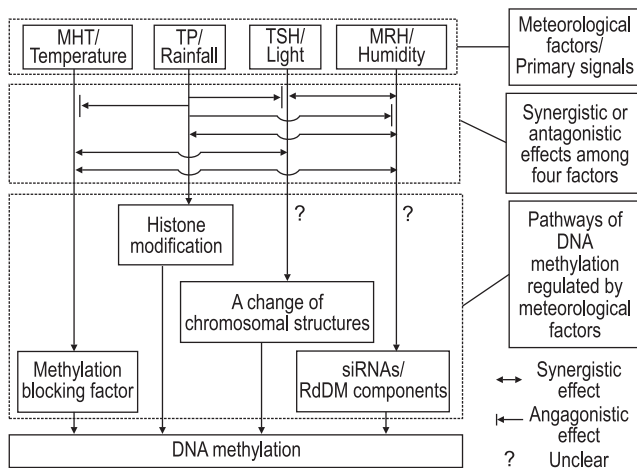 MHT/
Temperature
TP/
Rainfall
TSH/
Light
MRH/
Humidity
Meteorological
factors/
Primary signals
Synergistic or
antagonistic
effects among
four factors
?
?
Histone
modification
Pathways of
DNA
methylation
regulated by
meteorological
factors
A change of
chromosomal structures
Methylation
blocking factor
siRNAs/
RdDM components
Synergistic
effect
Angagonistic
effect
DNA methylation
? Unclear